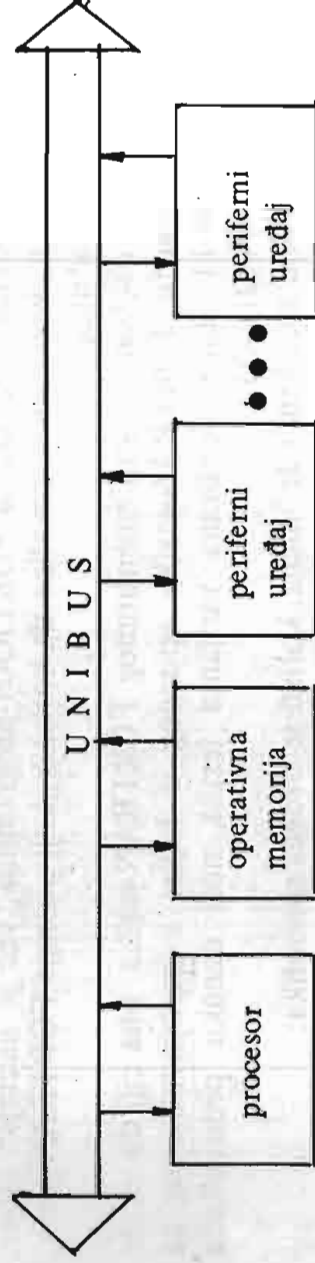 U N I B U S
procesor
operativna
memorija
periferni
uređaj
periferni
uređaj